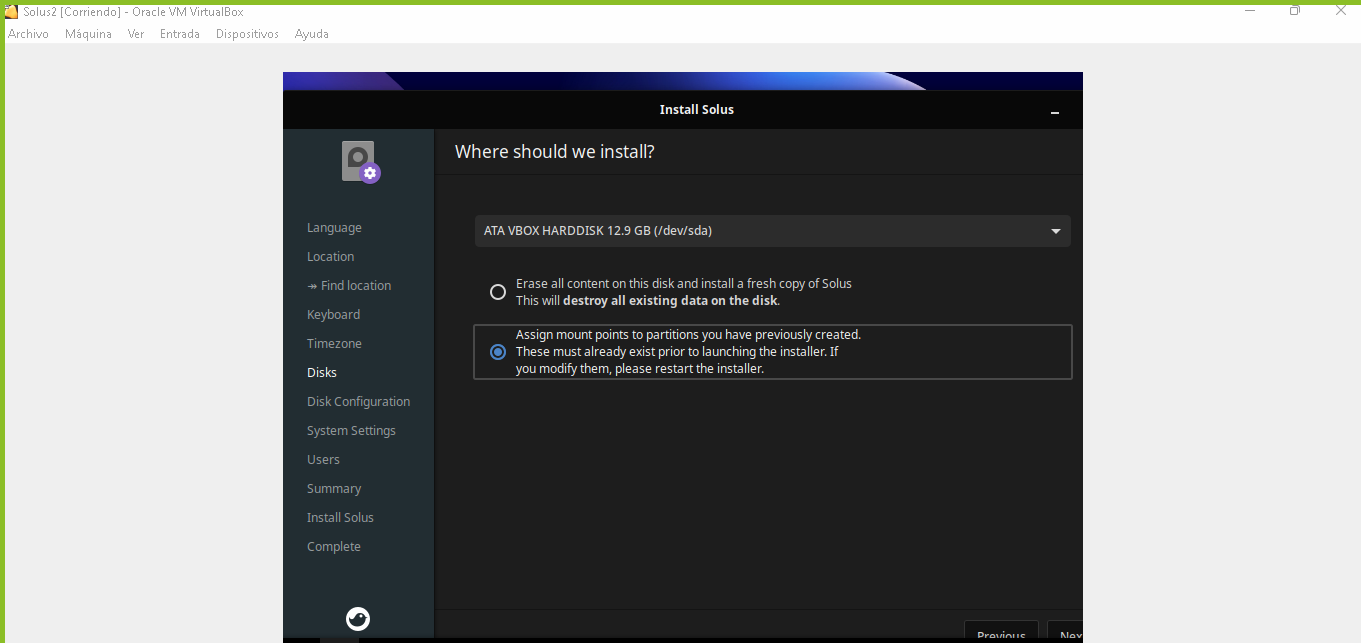 Solus2 [Corriendo] - Oracle VM VirtualBox
Archivo Máquina Ver Entrada Dispositivos Ayuda
Install Solus
Where should we install?
Language
Location
↠ Find location
Keyboard
Timezone
Disks
Disk Configuration
System Settings
Users
Summary
Install Solus
Complete
ATA VBOX HARDDISK 12.9 GB (/dev/sda)
Erase all content on this disk and install a fresh copy of Solus
This will destroy all existing data on the disk.
Assign mount points to partitions you have previously created.
These must already exist prior to launching the installer. If
you modify them, please restart the installer.
Previous Nex